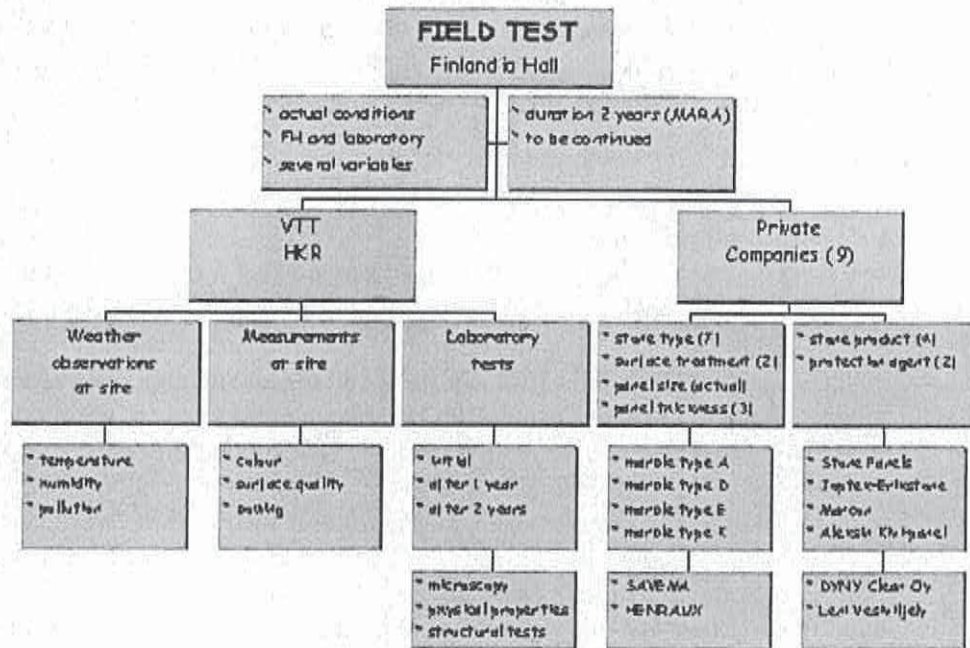 FIELD TEST
Finlandia Hall
* actual conditions
* FH and laboratory
* several variables
* duration 2 years (MARA)
* to be continued
VTT
HKR
Private
Companies (9)
Weather
observations
at site
Measurements
at site
Laboratory
tests
* stone type (7)
* surface treatment (2)
* panel size (actual)
* panel thickness (3)
* stone product (4)
* protection agent (2)
* temperature
* humidity
* pollution
* colour
* surface quality
* bowing
* initial
* after 1 year
* after 2 years
* marble type A
* marble type D
* marble type E
* marble type K
* Stone Panels
* Marcon
* Aleksin
* microscopy
* physical properties
* structural tests
* SAVEMA
* HENRAUX
* DYNY Clear Oy